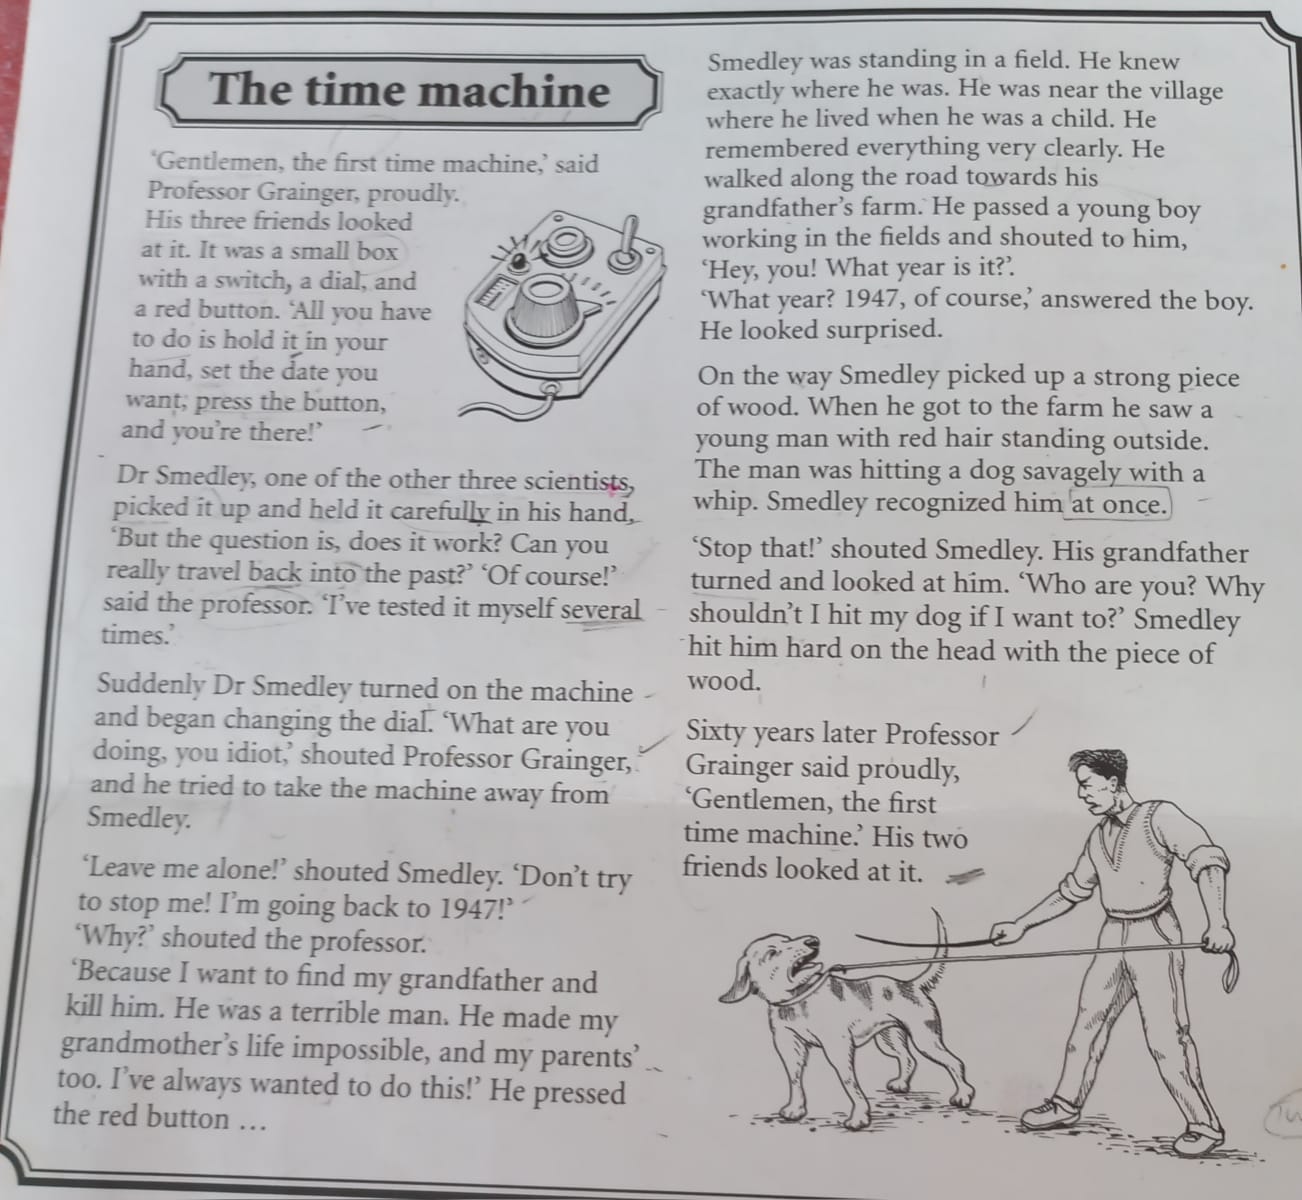 The time machine
‘Gentlemen, the first time machine,’ said
Professor Grainger, proudly.
His three friends looked
at it. It was a small box
with a switch, a dial, and
a red button. ‘All you have
to do is hold it in your
hand, set the date you
want, press the button,
and you're there!’
Dr Smedley, one of the other three scientists,
picked it up and held it carefully in his hand,
‘But the question is, does it work? Can you
really travel back into the past?’ ‘Of course!’
said the professor. ‘I've tested it myself several
times.’
Suddenly Dr Smedley turned on the machine
and began changing the dial. ‘What are you
doing, you idiot,’ shouted Professor Grainger,
and he tried to take the machine away from
Smedley.
‘Leave me alone!’ shouted Smedley. ‘Don't try
to stop me! I'm going back to 1947!’
‘Why?’ shouted the professor.
‘Because I want to find my grandfather and
kill him. He was a terrible man. He made my
grandmother's life impossible, and my parents’
too. I've always wanted to do this!’ He pressed
the red button …
Smedley was standing in a field. He knew
exactly where he was. He was near the village
where he lived when he was a child. He
remembered everything very clearly. He
walked along the road towards his
grandfather's farm. He passed a young boy
working in the fields and shouted to him,
‘Hey, you! What year is it?’.
‘What year? 1947, of course,’ answered the boy.
He looked surprised.
On the way Smedley picked up a strong piece
of wood. When he got to the farm he saw a
young man with red hair standing outside.
The man was hitting a dog savagely with a
whip. Smedley recognized him at once.
‘Stop that!’ shouted Smedley. His grandfather
turned and looked at him. ‘Who are you? Why
shouldn't I hit my dog if I want to?’ Smedley
hit him hard on the head with the piece of
wood.
Sixty years later Professor
Grainger said proudly,
‘Gentlemen, the first
time machine.’ His two
friends looked at it.